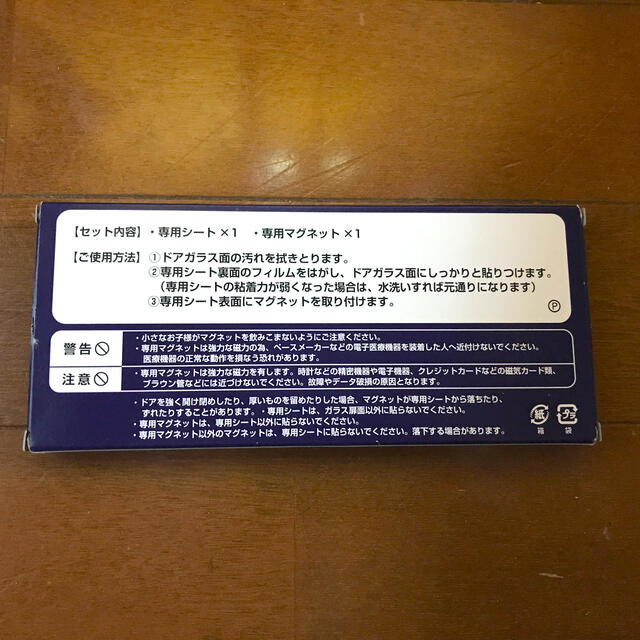 【セット内容】・専用シート×1 ・専用マグネット×1
【ご使用方法】①ドアガラス面の汚れを拭きとります。
②専用シート裏面のフィルムをはがし、ドアガラス面にしっかりと貼りつけます。
（専用シートの粘着力が弱くなった場合は、水洗いすれば元通りになります）
③専用シート表面にマグネットを取り付けます。
P
警告
・小さなお子様がマグネットを飲みこまないようにご注意ください。
・専用マグネットは強力な磁力の為、ペースメーカーなどの電子医療機器を装着した人へ近付けないでください。
医療機器の正常な動作を損なう恐れがあります。
注意
・専用マグネットは強力な磁力を有します。時計などの精密機器や電子機器、クレジットカードなどの磁気カード類、
ブラウン管などには近づけないでください。故障やデータ破損の原因となります。
・ドアを強く開け閉めしたり、厚いものを留めたりした場合、マグネットが専用シートから落ちたり、
ずれたりすることがあります。・専用シートは、ガラス扉面以外に貼らないでください。
・専用マグネットは、専用シート以外に貼らないでください。
・専用マグネット以外のマグネットは、専用シートに貼らないでください。落下する場合があります。
紙 プラ
箱 袋